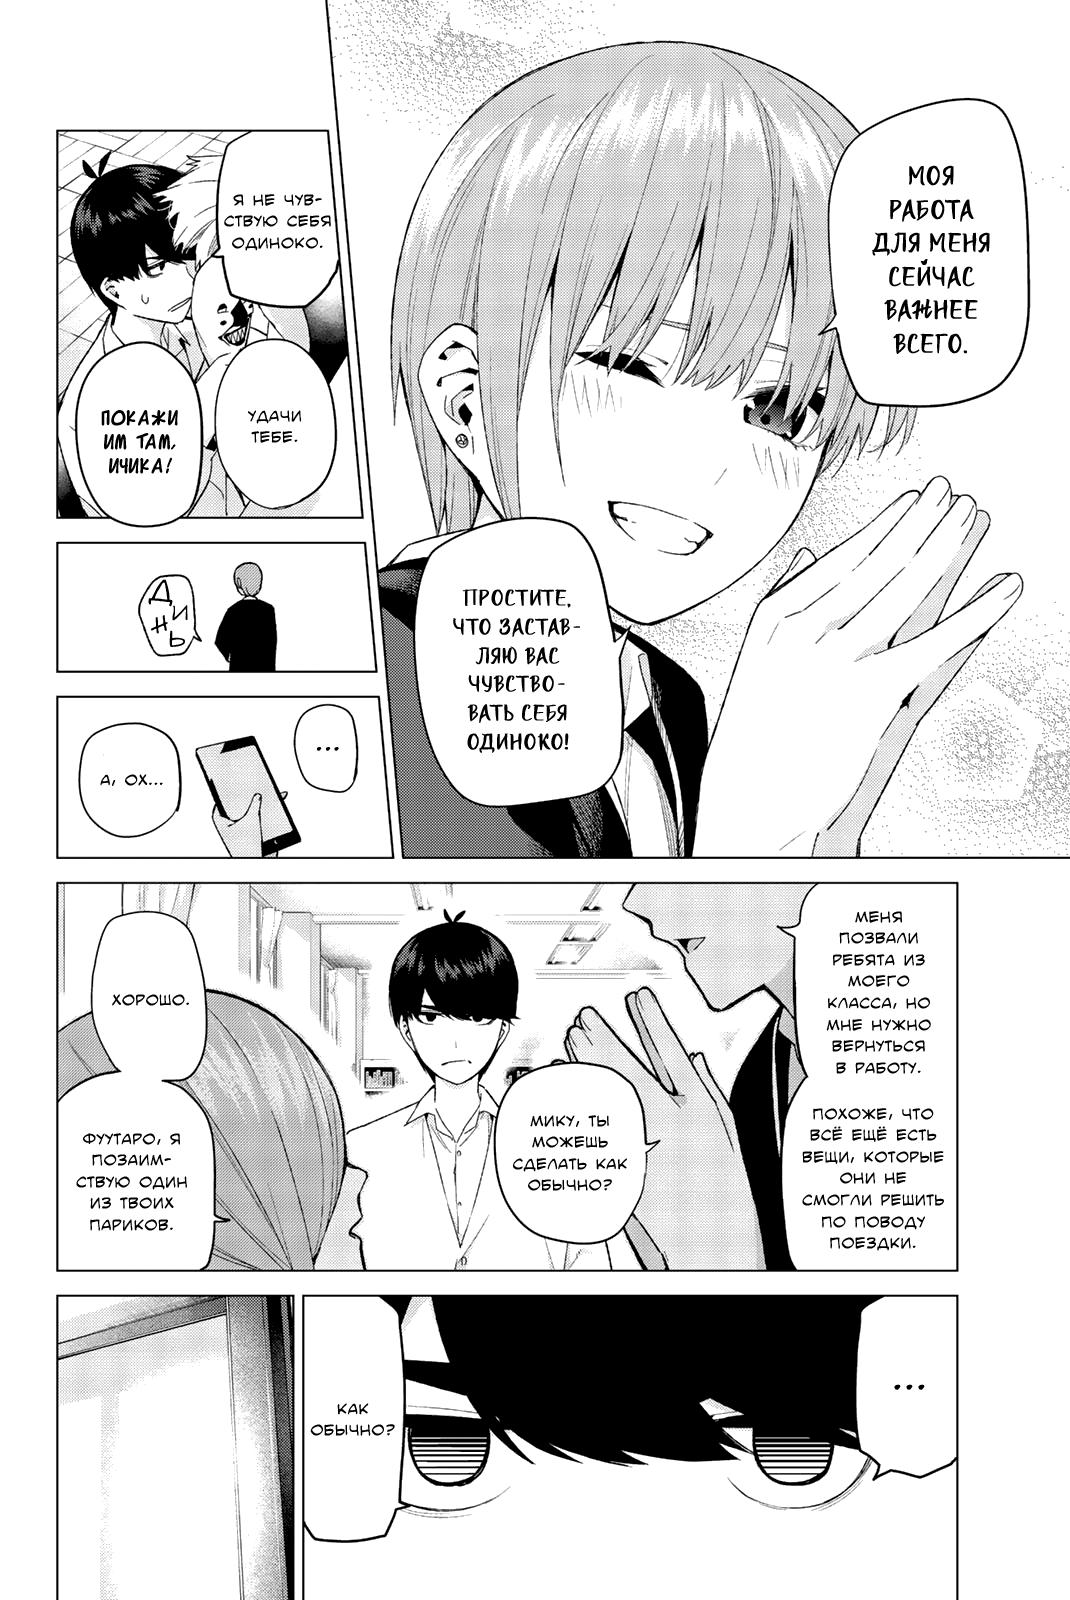 МОЯ
РАБОТА
ДЛЯ МЕНЯ
СЕЙЧАС
ВАЖНЕЕ
ВСЕГО.
ПРОСТИТЕ,
ЧТО ЗАСТАВ-
ЛЯЮ ВАС
ЧУВСТВО-
ВАТЬ СЕБЯ
ОДИНОКО!
Я НЕ ЧУВ-
СТВУЮ СЕБЯ
ОДИНОКО.
УДАЧИ
ТЕБЕ.
ПОКАЖИ
ИМ ТАМ,
ИЧИКА!
ДИНЬ
...
А, ОХ...
МЕНЯ
ПОЗВАЛИ
РЕБЯТА ИЗ
МОЕГО
КЛАССА, НО
МНЕ НУЖНО
ВЕРНУТЬСЯ
В РАБОТУ.
ПОХОЖЕ, ЧТО
ВСЁ ЕЩЁ ЕСТЬ
ВЕЩИ, КОТОРЫЕ
ОНИ НЕ
СМОГЛИ РЕШИТЬ
ПО ПОВОДУ
ПОЕЗДКИ.
МИКУ, ТЫ
МОЖЕШЬ
СДЕЛАТЬ КАК
ОБЫЧНО?
ХОРОШО.
ФУУТАРО, Я
ПОЗАИМ-
СТВУЮ ОДИН
ИЗ ТВОИХ
ПАРИКОВ.
...
КАК
ОБЫЧНО?